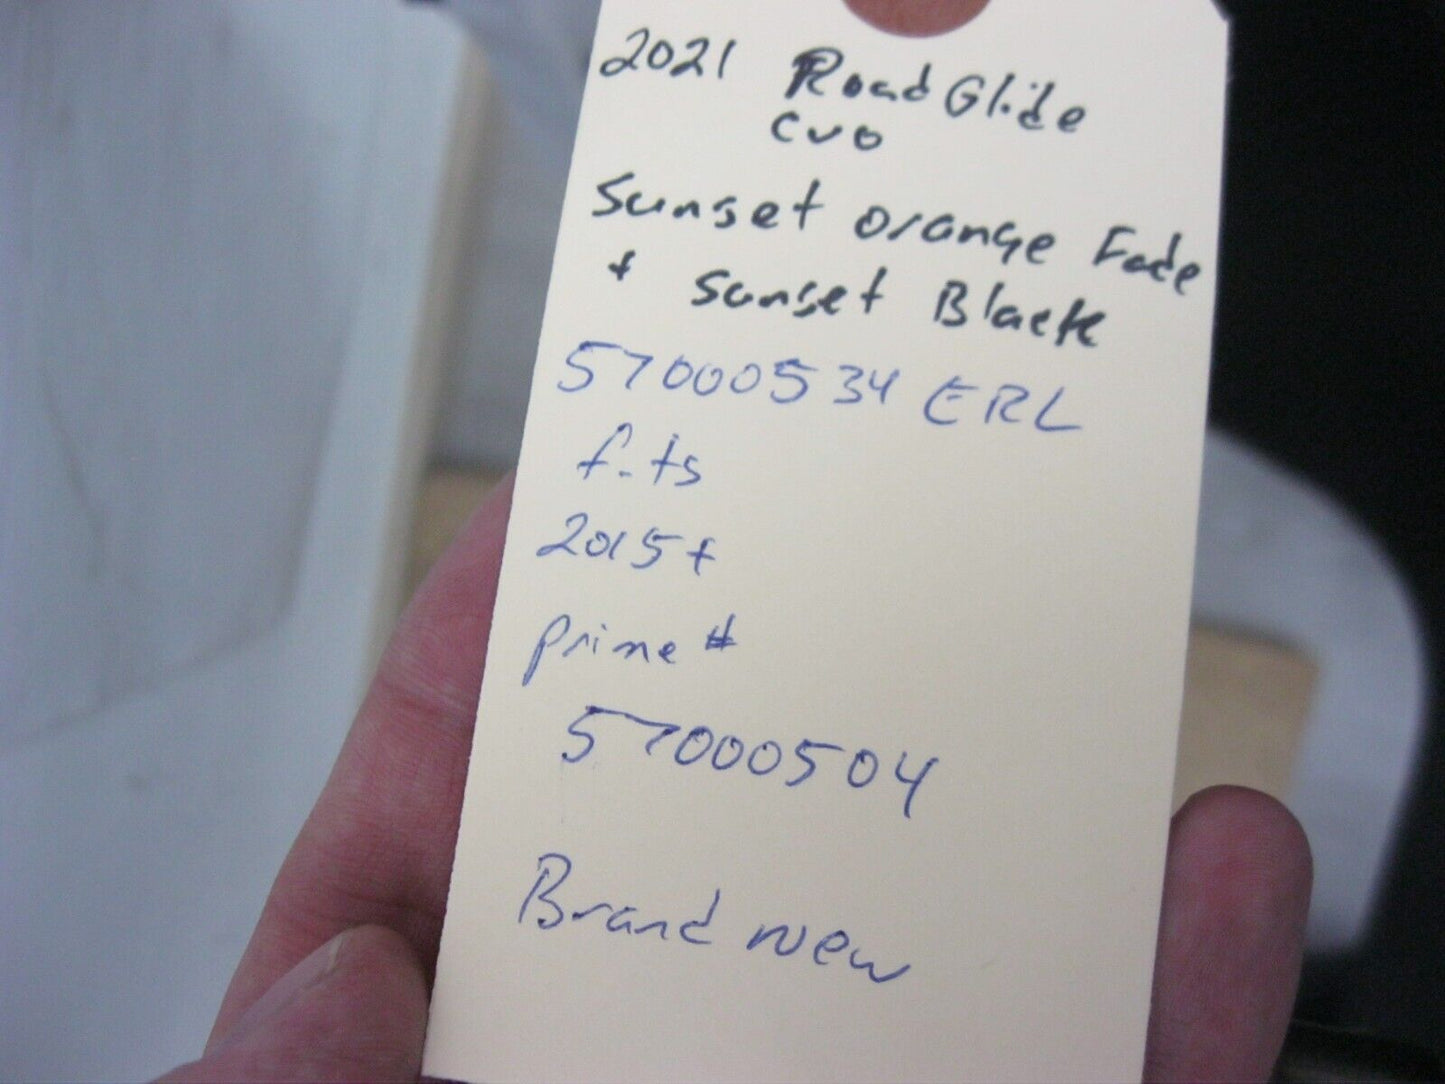 2021 Road Glide
CVO
Sunset orange Fade
+ Sunset Black
57000534 ERL
fits
2015+
prime #
57000504
Brand new